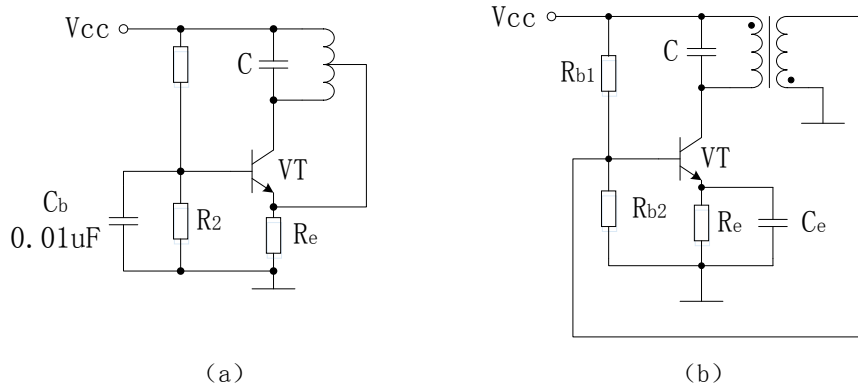 Vcc
C
VT
Cb
0.01uF
R2
Re
(a)
Vcc
Rb1
C
VT
Rb2
Re
Ce
(b)